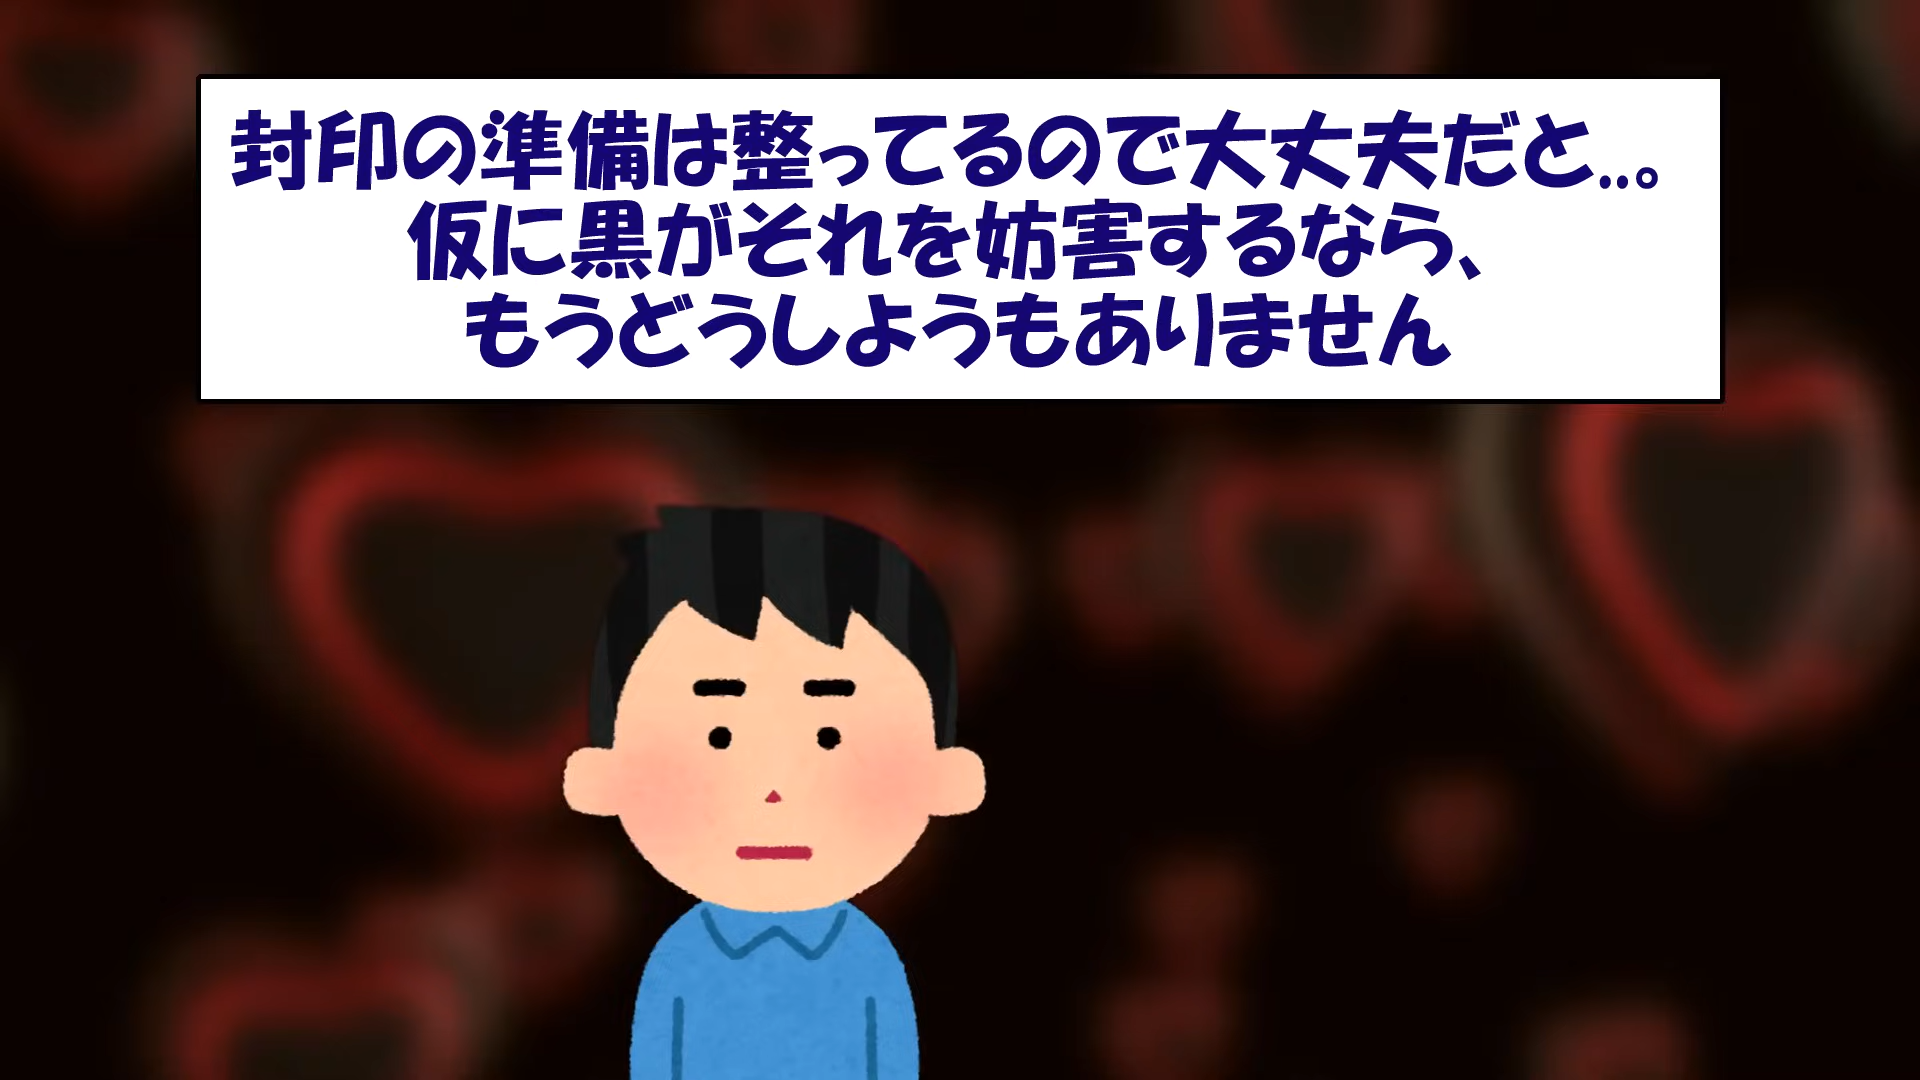 封印の準備は整ってるので大丈夫だと..。
仮に黒がそれを妨害するなら、
もうどうしようもありません